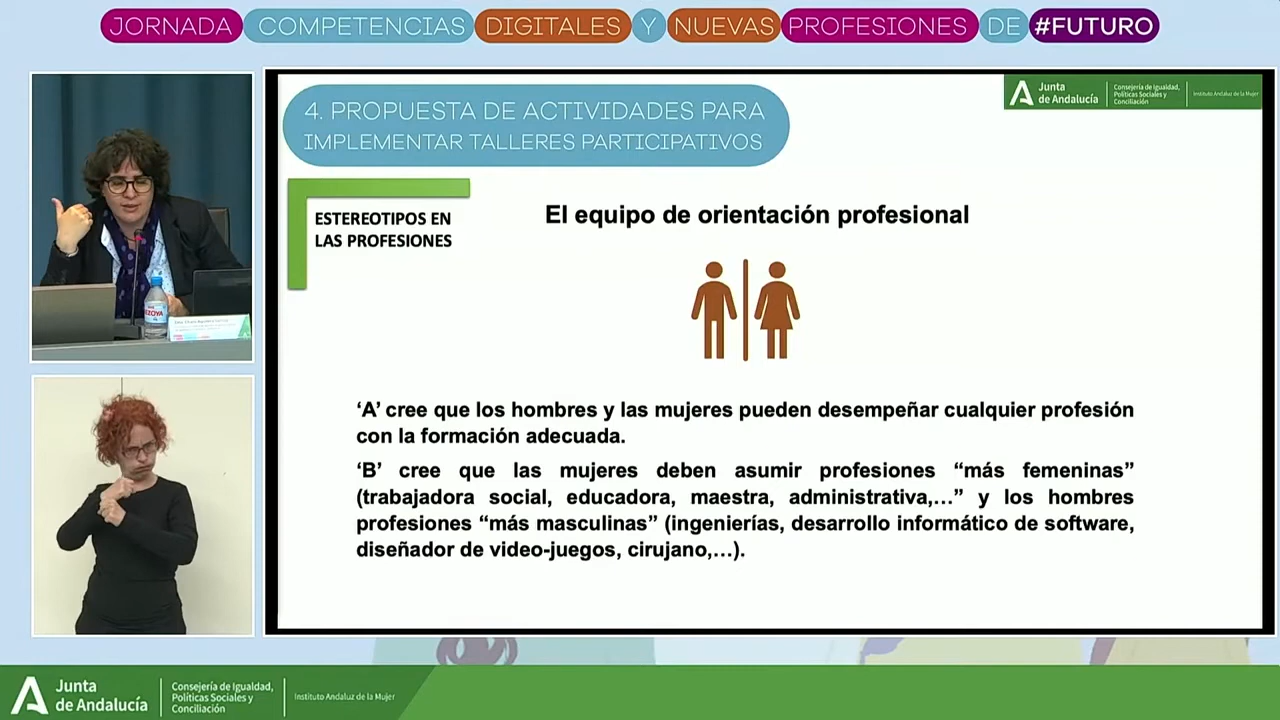 JORNADA COMPETENCIAS DIGITALES Y NUEVAS PROFESIONES DE #FUTURO
4. PROPUESTA DE ACTIVIDADES PARA
IMPLEMENTAR TALLERES PARTICIPATIVOS
Junta
de Andalucía
Consejería de Igualdad,
Políticas Sociales y
Conciliación
Instituto Andaluz de la Mujer
ESTEREOTIPOS EN
LAS PROFESIONES
El equipo de orientación profesional
‘A’ cree que los hombres y las mujeres pueden desempeñar cualquier profesión
con la formación adecuada.
‘B’ cree que las mujeres deben asumir profesiones “más femeninas”
(trabajadora social, educadora, maestra, administrativa,…” y los hombres
profesiones “más masculinas” (ingenierías, desarrollo informático de software,
diseñador de video-juegos, cirujano,…).
Junta
de Andalucía
Consejería de Igualdad,
Políticas Sociales y
Conciliación
Instituto Andaluz de la Mujer